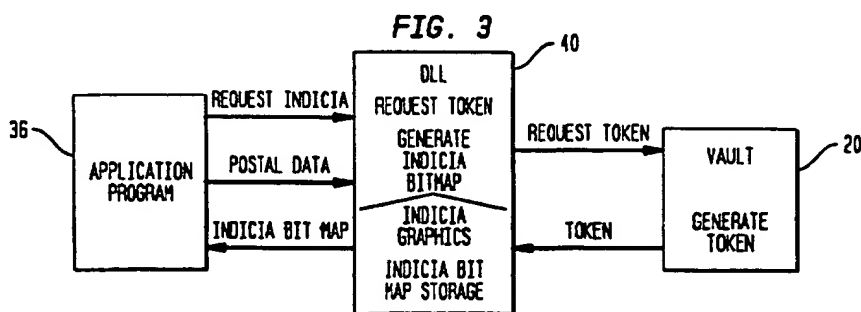 FIG. 3
40
DLL
REQUEST INDICIA
REQUEST TOKEN
36
GENERATE
INDICIA
BITMAP
REQUEST TOKEN
APPLICATION
PROGRAM
POSTAL DATA
VAULT
20
INDICIA BIT MAP
INDICIA
GRAPHICS
TOKEN
GENERATE
TOKEN
INDICIA BIT
MAP STORAGE